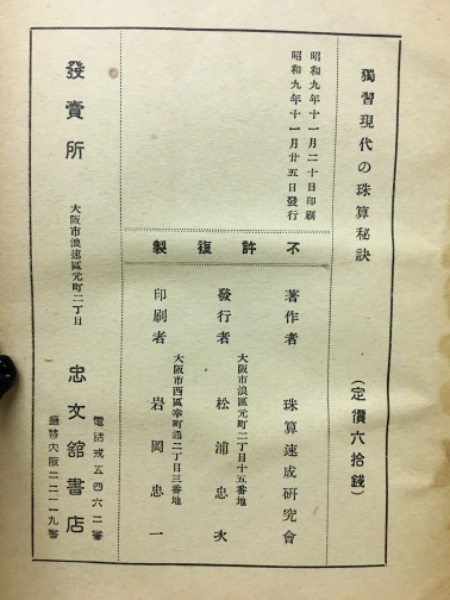 獨習現代の珠算秘訣
(定價六拾錢)
昭和九年十一月二十日印刷
昭和九年十一月廿五日發行
不許復製
著作者 珠算速成研究會
大阪市浪速區元町二丁目十五番地
發行者 松浦忠次
大阪市西區幸町通二丁目三番地
印刷者 岩岡忠一
發賣所
大阪市浪速區元町二丁目
忠文舘書店
電話戎五四六二番
振替大阪二二一一九番